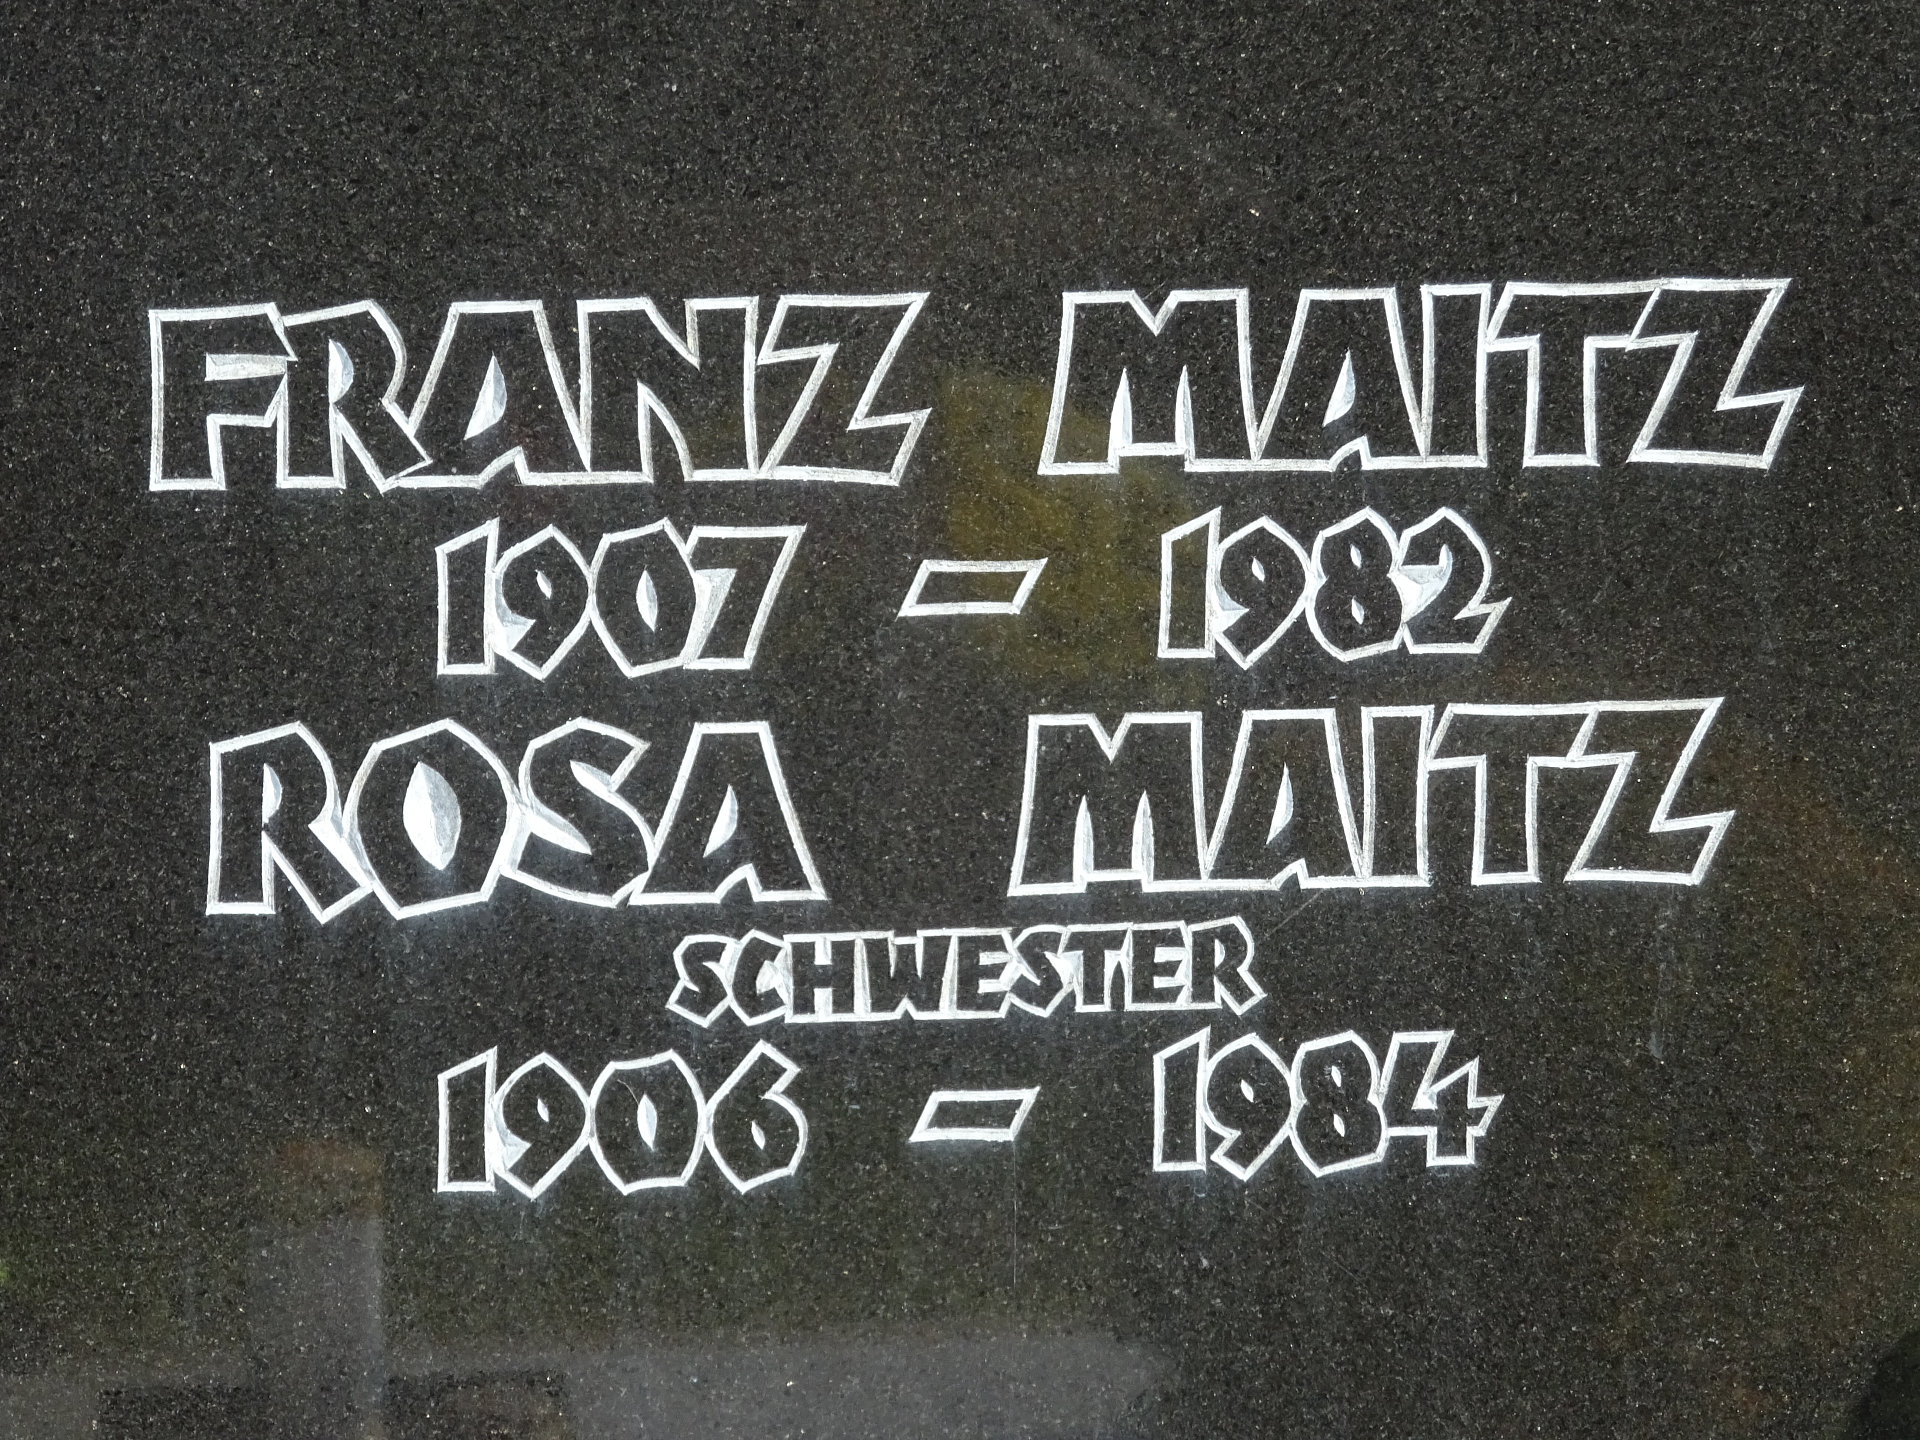 FRANZ MAITZ
1907 - 1982
ROSA MAITZ
SCHWESTER
1906 - 1984